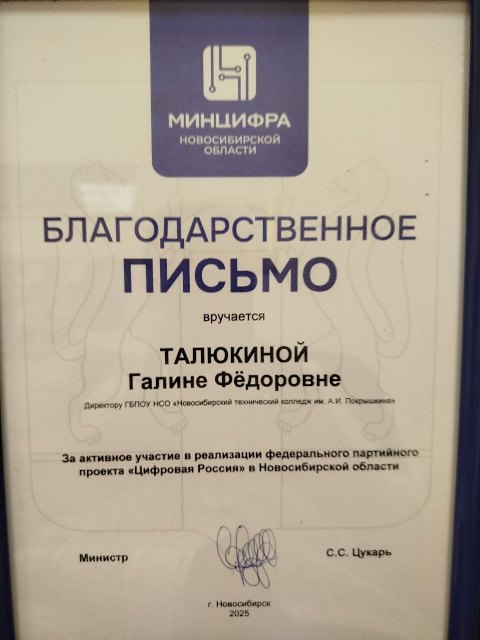 МИНЦИФРА
НОВОСИБИРСКОЙ
ОБЛАСТИ
БЛАГОДАРСТВЕННОЕ
ПИСЬМО
вручается
ТАЛЮКИНОЙ
Галине Фёдоровне
Директору ГБПОУ НСО «Новосибирский технический колледж им. А.И. Покрышкина»
За активное участие в реализации федерального партийного
проекта «Цифровая Россия» в Новосибирской области
Министр
С.С. Цукарь
г. Новосибирск
2025